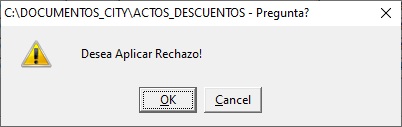 C:\DOCUMENTOS_CITY\ACTOS_DESCUENTOS - Pregunta?
Desea Aplicar Rechazo!
OK Cancel